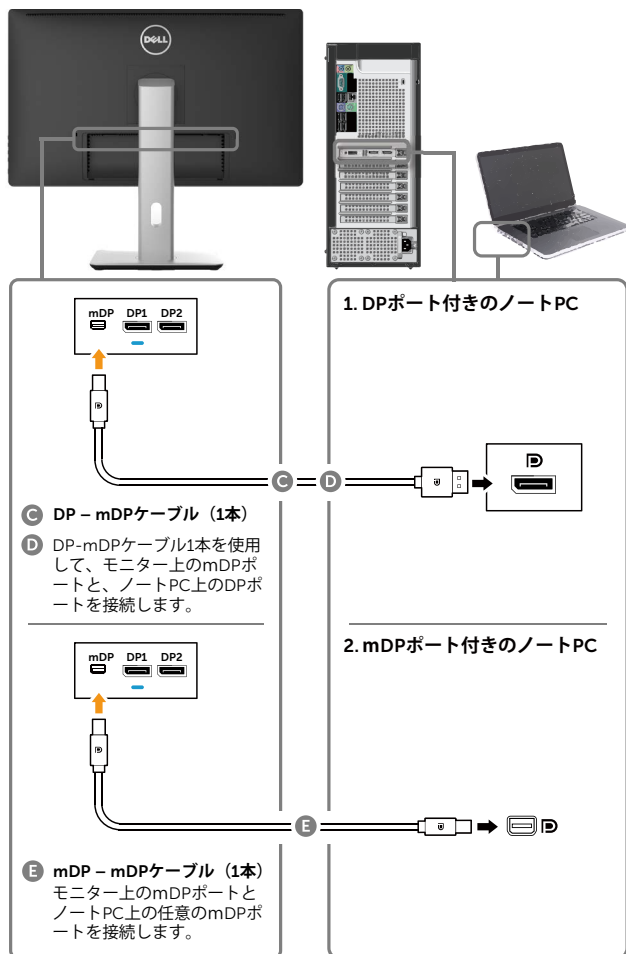 DELL
mDP DP1 DP2
1. DPポート付きのノートPC
C D
C DP – mDPケーブル（1本）
D DP-mDPケーブル1本を使用
して、モニター上のmDPポ
ートと、ノートPC上のDPポ
ートを接続します。
mDP DP1 DP2
2. mDPポート付きのノートPC
E
E mDP – mDPケーブル（1本）
モニター上のmDPポートと
ノートPC上の任意のmDPポ
ートを接続します。